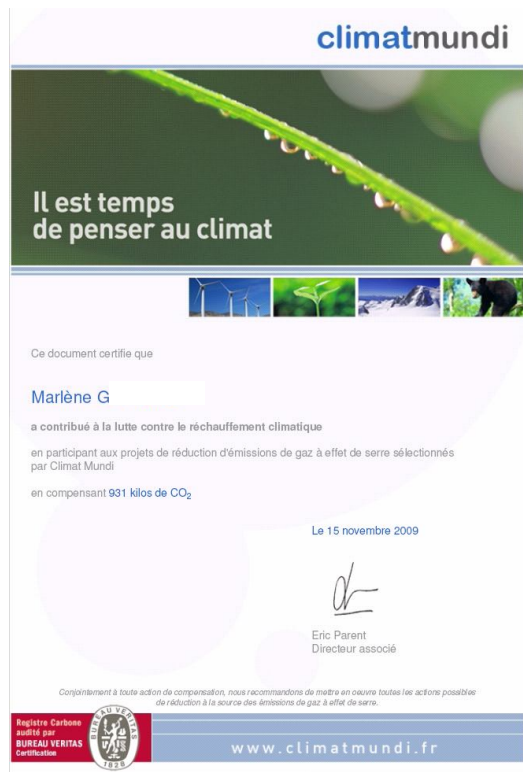 climatmundi
Il est temps
de penser au climat
Ce document certifie que
Marlène G
a contribué à la lutte contre le réchauffement climatique
en participant aux projets de réduction d'émissions de gaz à effet de serre sélectionnés
par Climat Mundi
en compensant 931 kilos de CO2
Le 15 novembre 2009
Eric Parent
Directeur associé
Conjointement à toute action de compensation, nous recommandons de mettre en oeuvre toutes les actions possibles
de réduction à la source des émissions de gaz à effet de serre.
Registre Carbone
audité par
BUREAU VERITAS
Certification
BUREAU VERITAS
1828
www.climatmundi.fr